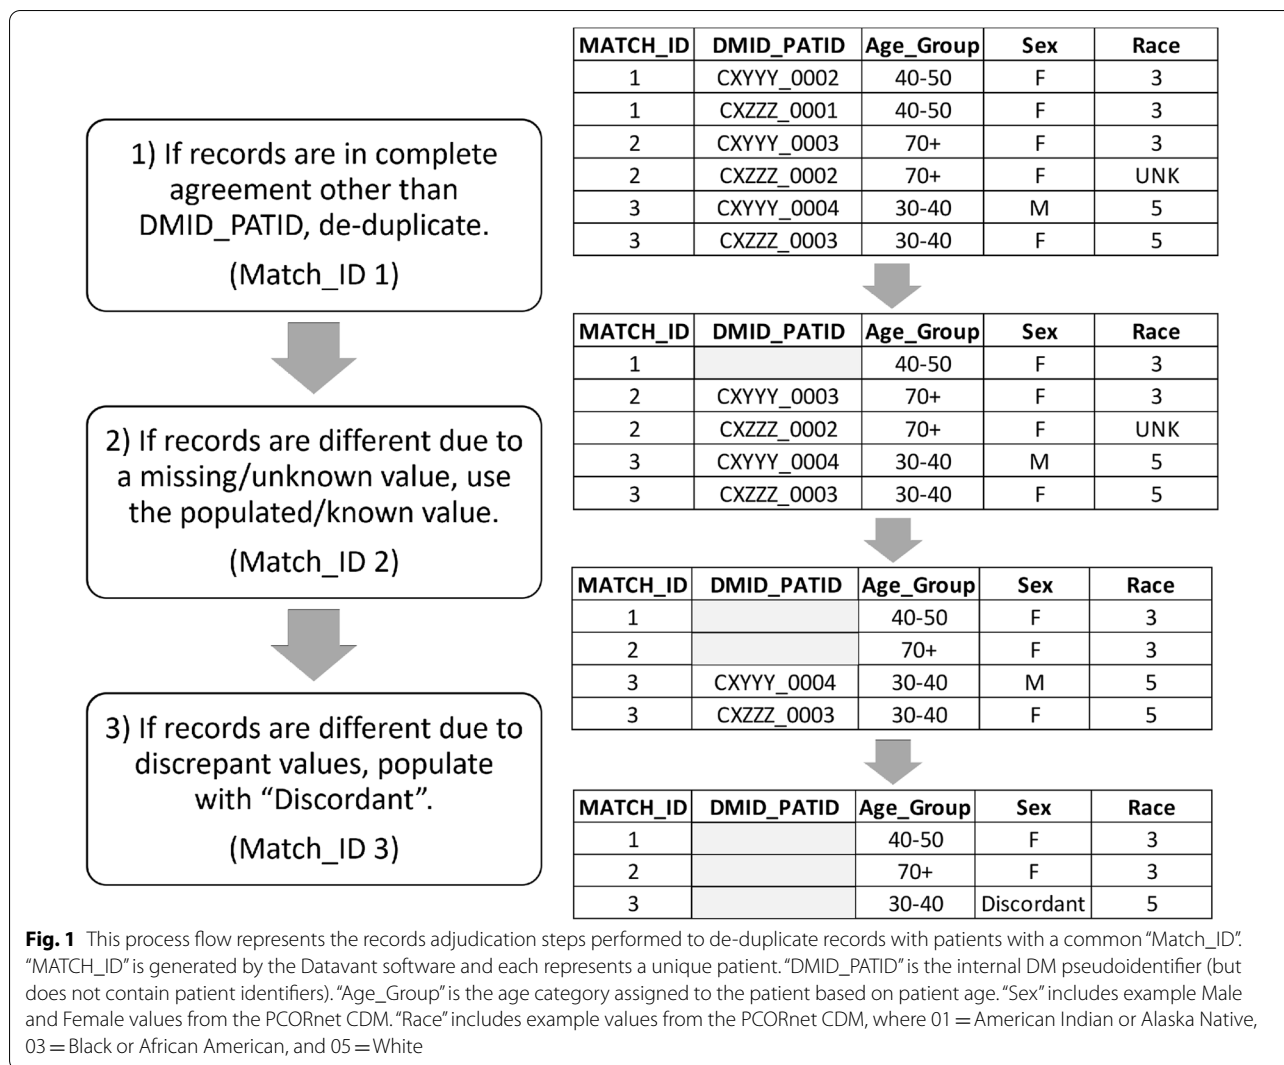 1) If records are in complete
agreement other than
DMID_PATID, de-duplicate.
(Match_ID 1)
2) If records are different due to
a missing/unknown value, use
the populated/known value.
(Match_ID 2)
3) If records are different due to
discrepant values, populate
with “Discordant”.
(Match_ID 3)
MATCH_ID DMID_PATID Age_Group Sex Race
1 CXYYY_0002 40-50 F 3
1 CXZZZ_0001 40-50 F 3
2 CXYYY_0003 70+ F 3
2 CXZZZ_0002 70+ F UNK
3 CXYYY_0004 30-40 M 5
3 CXZZZ_0003 30-40 F 5
MATCH_ID DMID_PATID Age_Group Sex Race
1 40-50 F 3
2 CXYYY_0003 70+ F 3
2 CXZZZ_0002 70+ F UNK
3 CXYYY_0004 30-40 M 5
3 CXZZZ_0003 30-40 F 5
MATCH_ID DMID_PATID Age_Group Sex Race
1 40-50 F 3
2 70+ F 3
3 CXYYY_0004 30-40 M 5
3 CXZZZ_0003 30-40 F 5
MATCH_ID DMID_PATID Age_Group Sex Race
1 40-50 F 3
2 70+ F 3
3 30-40 Discordant 5
Fig. 1 This process flow represents the records adjudication steps performed to de-duplicate records with patients with a common “Match_ID”.
“MATCH_ID” is generated by the Datavant software and each represents a unique patient. “DMID_PATID” is the internal DM pseudoidentifier (but
does not contain patient identifiers). “Age_Group” is the age category assigned to the patient based on patient age. “Sex” includes example Male
and Female values from the PCORnet CDM. “Race” includes example values from the PCORnet CDM, where 01 = American Indian or Alaska Native,
03 = Black or African American, and 05 = White